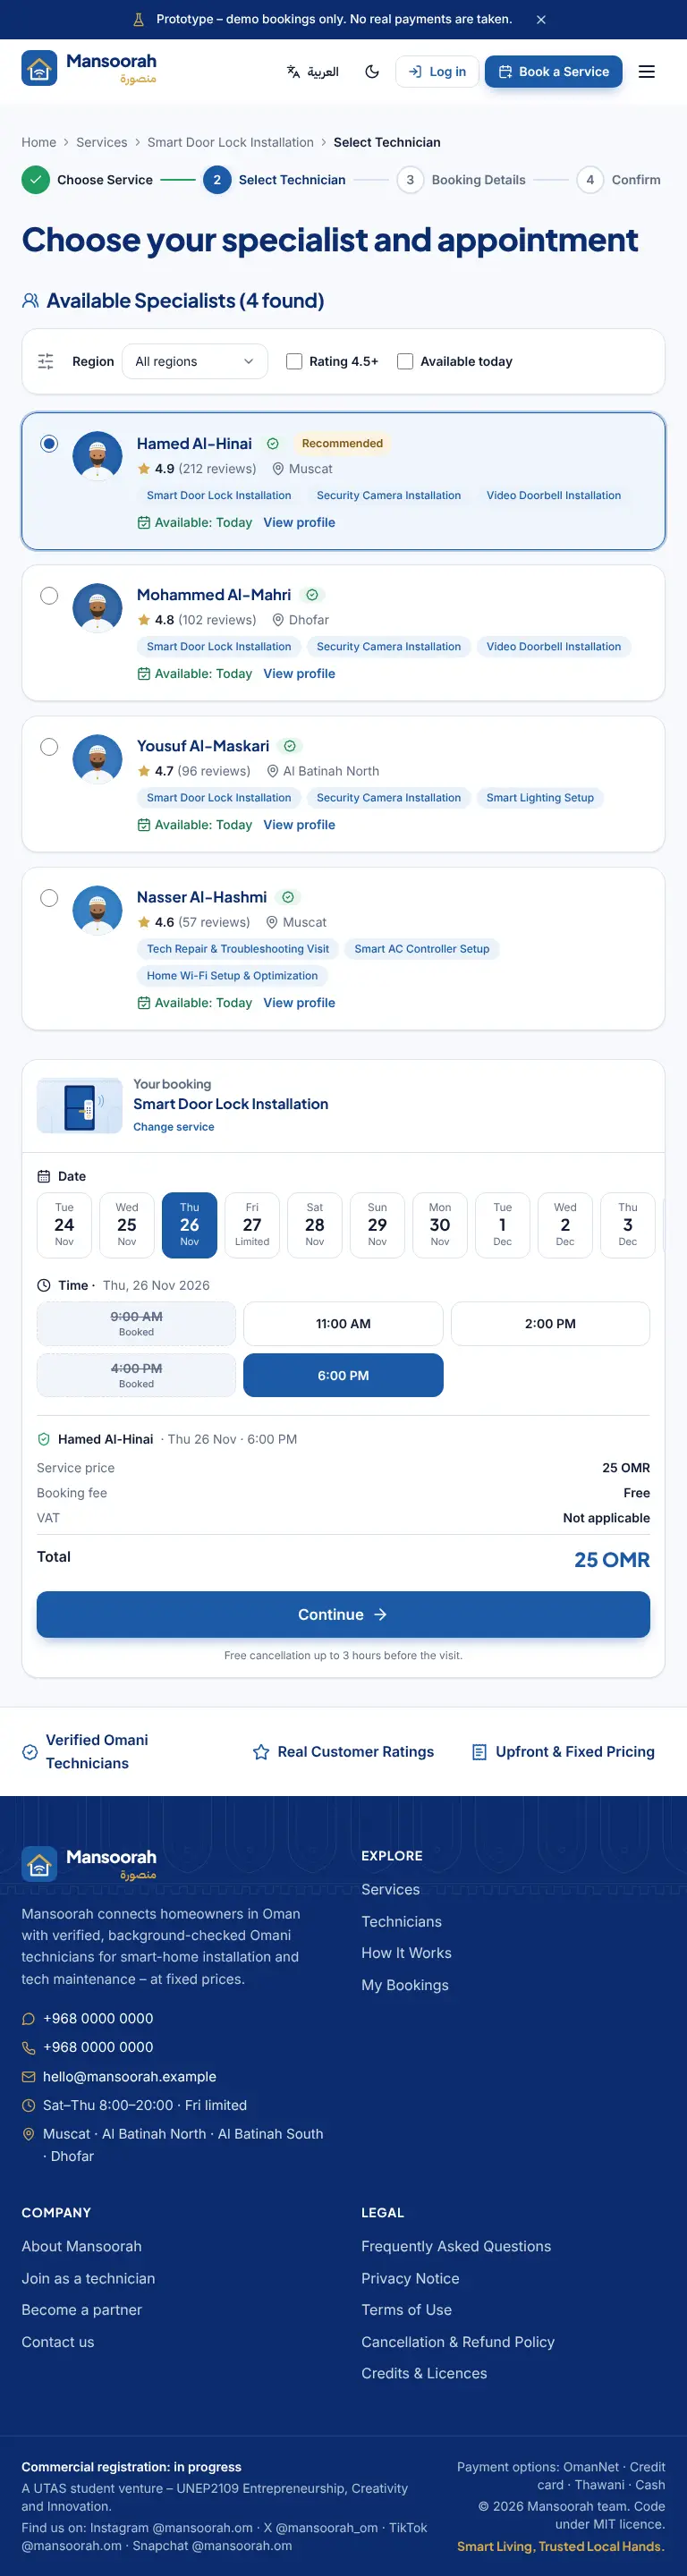 Prototype – demo bookings only. No real payments are taken.
Mansoorah
منصورة
العربية
Log in
Book a Service
Home > Services > Smart Door Lock Installation > Select Technician
Choose Service
2 Select Technician
3 Booking Details
4 Confirm
Choose your specialist and appointment
Available Specialists (4 found)
Region All regions Rating 4.5+ Available today
Hamed Al-Hinai Recommended
4.9 (212 reviews) Muscat
Smart Door Lock Installation Security Camera Installation Video Doorbell Installation
Available: Today View profile
Mohammed Al-Mahri
4.8 (102 reviews) Dhofar
Smart Door Lock Installation Security Camera Installation Video Doorbell Installation
Available: Today View profile
Yousuf Al-Maskari
4.7 (96 reviews) Al Batinah North
Smart Door Lock Installation Security Camera Installation Smart Lighting Setup
Available: Today View profile
Nasser Al-Hashmi
4.6 (57 reviews) Muscat
Tech Repair & Troubleshooting Visit Smart AC Controller Setup
Home Wi-Fi Setup & Optimization
Available: Today View profile
Your booking
Smart Door Lock Installation
Change service
Date
Tue Wed Thu Fri Sat Sun Mon Tue Wed Thu
24 25 26 27 28 29 30 1 2 3
Nov Nov Nov Limited Nov Nov Nov Dec Dec Dec
Time · Thu, 26 Nov 2026
9:00 AM
Booked
11:00 AM
2:00 PM
4:00 PM
Booked
6:00 PM
Hamed Al-Hinai · Thu 26 Nov · 6:00 PM
Service price 25 OMR
Booking fee Free
VAT Not applicable
Total 25 OMR
Continue
Free cancellation up to 3 hours before the visit.
Verified Omani
Technicians
Real Customer Ratings
Upfront & Fixed Pricing
Mansoorah
منصورة
Mansoorah connects homeowners in Oman
with verified, background-checked Omani
technicians for smart-home installation and
tech maintenance – at fixed prices.
+968 0000 0000
+968 0000 0000
hello@mansoorah.example
Sat–Thu 8:00–20:00 · Fri limited
Muscat · Al Batinah North · Al Batinah South
· Dhofar
EXPLORE
Services
Technicians
How It Works
My Bookings
COMPANY
About Mansoorah
Join as a technician
Become a partner
Contact us
LEGAL
Frequently Asked Questions
Privacy Notice
Terms of Use
Cancellation & Refund Policy
Credits & Licences
Commercial registration: in progress
A UTAS student venture – UNEP2109 Entrepreneurship, Creativity
and Innovation.
Find us on: Instagram @mansoorah.om · X @mansoorah_om · TikTok
@mansoorah.om · Snapchat @mansoorah.om
Payment options: OmanNet · Credit
card · Thawani · Cash
© 2026 Mansoorah team. Code
under MIT licence.
Smart Living, Trusted Local Hands.